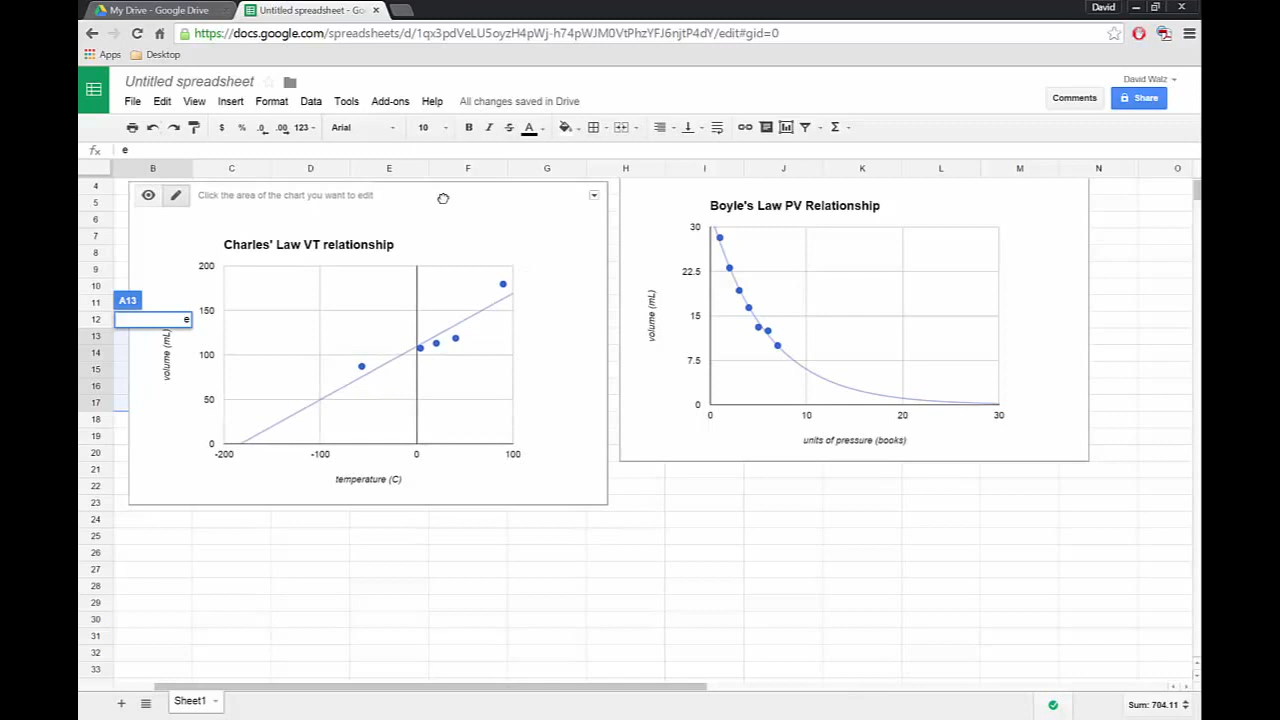 David
My Drive - Google Drive
Untitled spreadsheet - Go
https://docs.google.com/spreadsheets/d/1qx3pdVeLU5oyzH4pWj-h74pWJM0VtPhzYFJ6njtP4dY/edit#gid=0
Apps Desktop
Untitled spreadsheet
David Walz
File Edit View Insert Format Data Tools Add-ons Help All changes saved in Drive
Comments Share
$ % .0 .00 123 Arial 10 B I S A Σ
fx e
B C D E F G H I J K L M N O
4
5
6
7
8
9
10
11
12
13
14
15
16
17
18
19
20
21
22
23
24
25
26
27
28
29
30
31
32
33
A13
e
Click the area of the chart you want to edit
Charles' Law VT relationship
200
150
100
50
0
volume (mL)
-200 -100 0 100
temperature (C)
Boyle's Law PV Relationship
30
22.5
15
7.5
0
volume (mL)
0 10 20 30
units of pressure (books)
Sheet1
Sum: 704.11